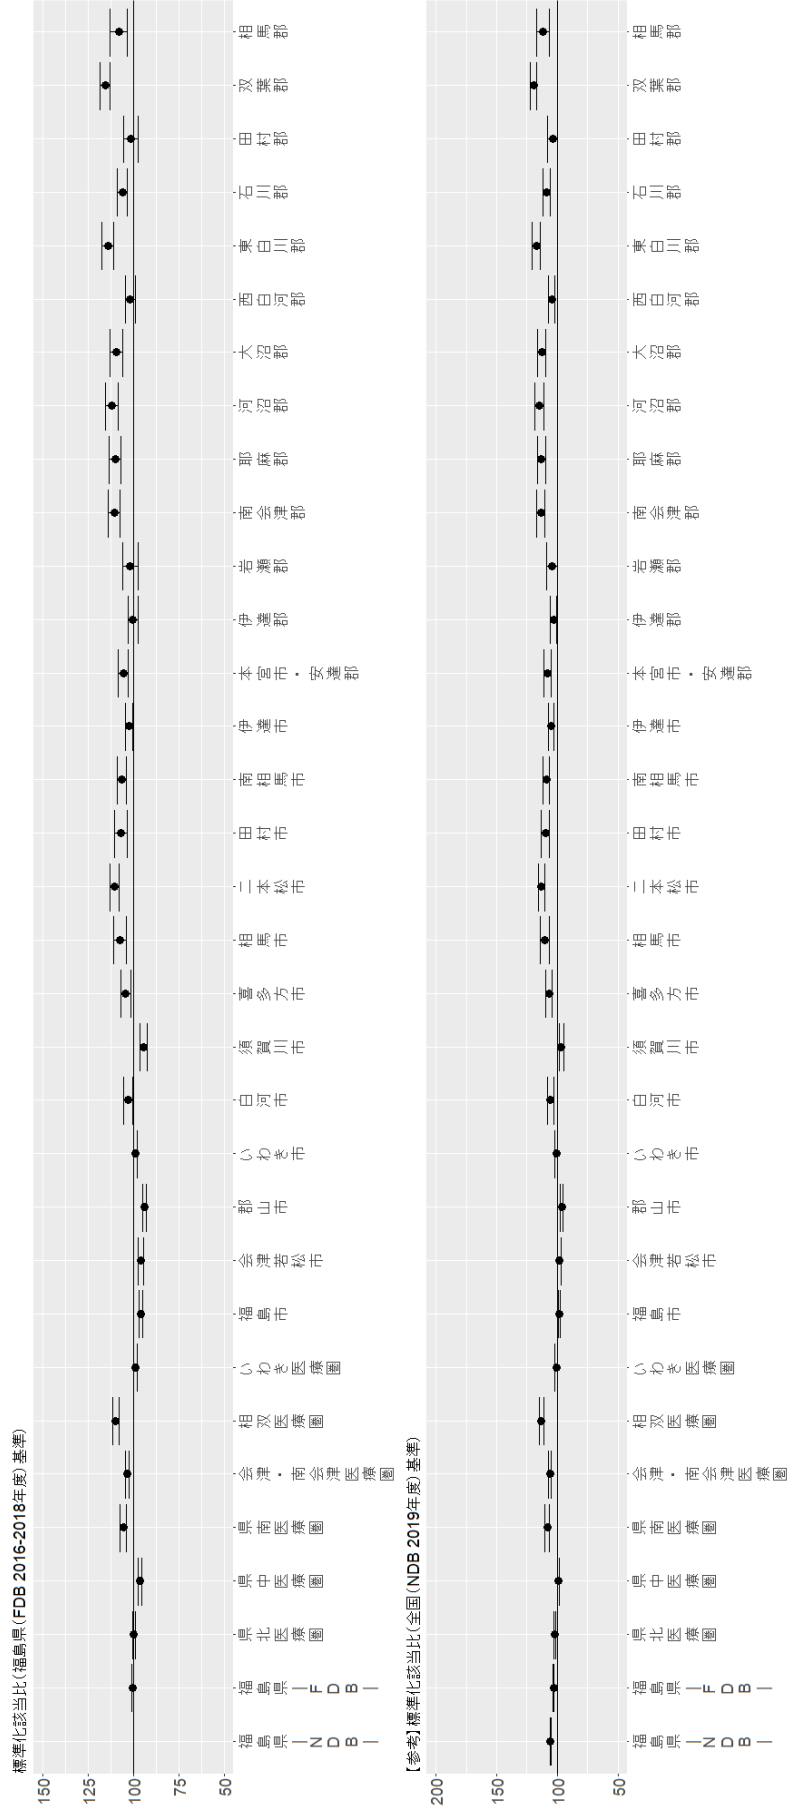 標準化該当比(福島県(FDB 2016-2018年度)基準)
150
125
100
75
50
福島県(NDB)
福島県(FDB)
県北医療圏
県中医療圏
県南医療圏
会津・南会津医療圏
相双医療圏
いわき医療圏
福島市
会津若松市
郡山市
いわき市
白河市
須賀川市
喜多方市
相馬市
二本松市
田村市
南相馬市
伊達市
本宮市・安達郡
伊達郡
岩瀬郡
南会津郡
耶麻郡
河沼郡
大沼郡
西白河郡
東白川郡
石川郡
田村郡
双葉郡
相馬郡
【参考】標準化該当比(全国(NDB 2019年度)基準)
200
150
100
50
福島県(NDB)
福島県(FDB)
県北医療圏
県中医療圏
県南医療圏
会津・南会津医療圏
相双医療圏
いわき医療圏
福島市
会津若松市
郡山市
いわき市
白河市
須賀川市
喜多方市
相馬市
二本松市
田村市
南相馬市
伊達市
本宮市・安達郡
伊達郡
岩瀬郡
南会津郡
耶麻郡
河沼郡
大沼郡
西白河郡
東白川郡
石川郡
田村郡
双葉郡
相馬郡